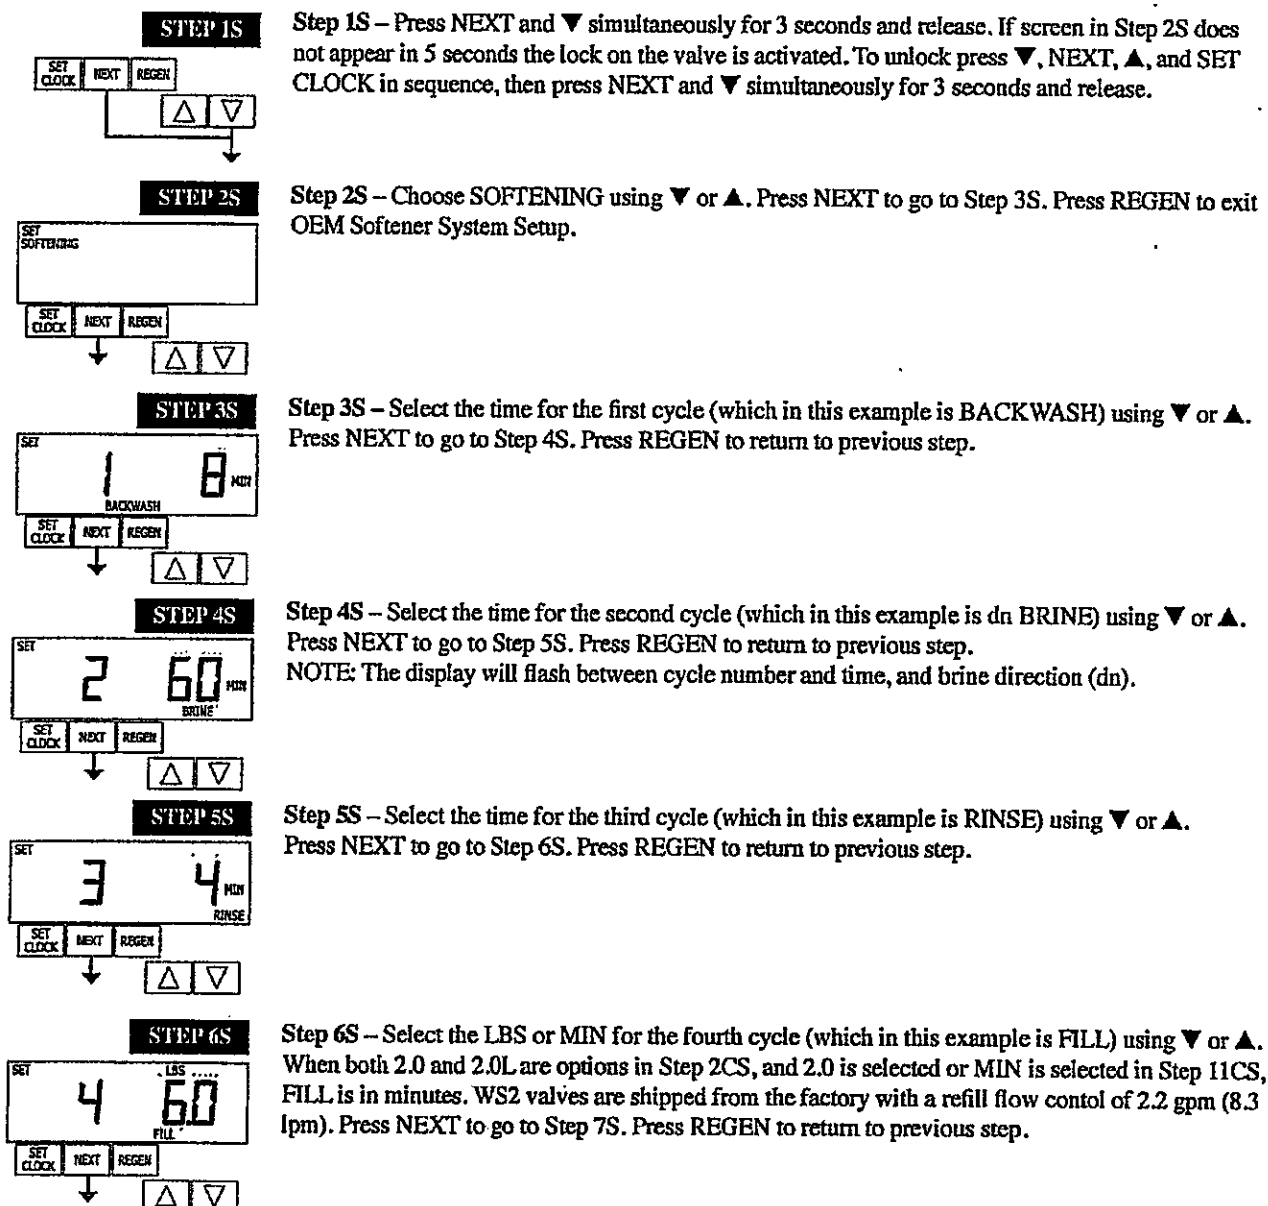 STEP 1S
SET CLOCK NEXT REGEN
Step 1S – Press NEXT and ▼ simultaneously for 3 seconds and release. If screen in Step 2S does
not appear in 5 seconds the lock on the valve is activated. To unlock press ▼, NEXT, ▲, and SET
CLOCK in sequence, then press NEXT and ▼ simultaneously for 3 seconds and release.
STEP 2S
SET
SOFTENING
SET CLOCK NEXT REGEN
Step 2S – Choose SOFTENING using ▼ or ▲. Press NEXT to go to Step 3S. Press REGEN to exit
OEM Softener System Setup.
STEP 3S
SET
1 8 MIN
BACKWASH
SET CLOCK NEXT REGEN
Step 3S – Select the time for the first cycle (which in this example is BACKWASH) using ▼ or ▲.
Press NEXT to go to Step 4S. Press REGEN to return to previous step.
STEP 4S
SET
2 60 MIN
BRINE
SET CLOCK NEXT REGEN
Step 4S – Select the time for the second cycle (which in this example is dn BRINE) using ▼ or ▲.
Press NEXT to go to Step 5S. Press REGEN to return to previous step.
NOTE: The display will flash between cycle number and time, and brine direction (dn).
STEP 5S
SET
3 4 MIN
RINSE
SET CLOCK NEXT REGEN
Step 5S – Select the time for the third cycle (which in this example is RINSE) using ▼ or ▲.
Press NEXT to go to Step 6S. Press REGEN to return to previous step.
STEP 6S
SET
LBS
4 6.0
FILL
SET CLOCK NEXT REGEN
Step 6S – Select the LBS or MIN for the fourth cycle (which in this example is FILL) using ▼ or ▲.
When both 2.0 and 2.0L are options in Step 2CS, and 2.0 is selected or MIN is selected in Step 11CS,
FILL is in minutes. WS2 valves are shipped from the factory with a refill flow contol of 2.2 gpm (8.3
lpm). Press NEXT to go to Step 7S. Press REGEN to return to previous step.